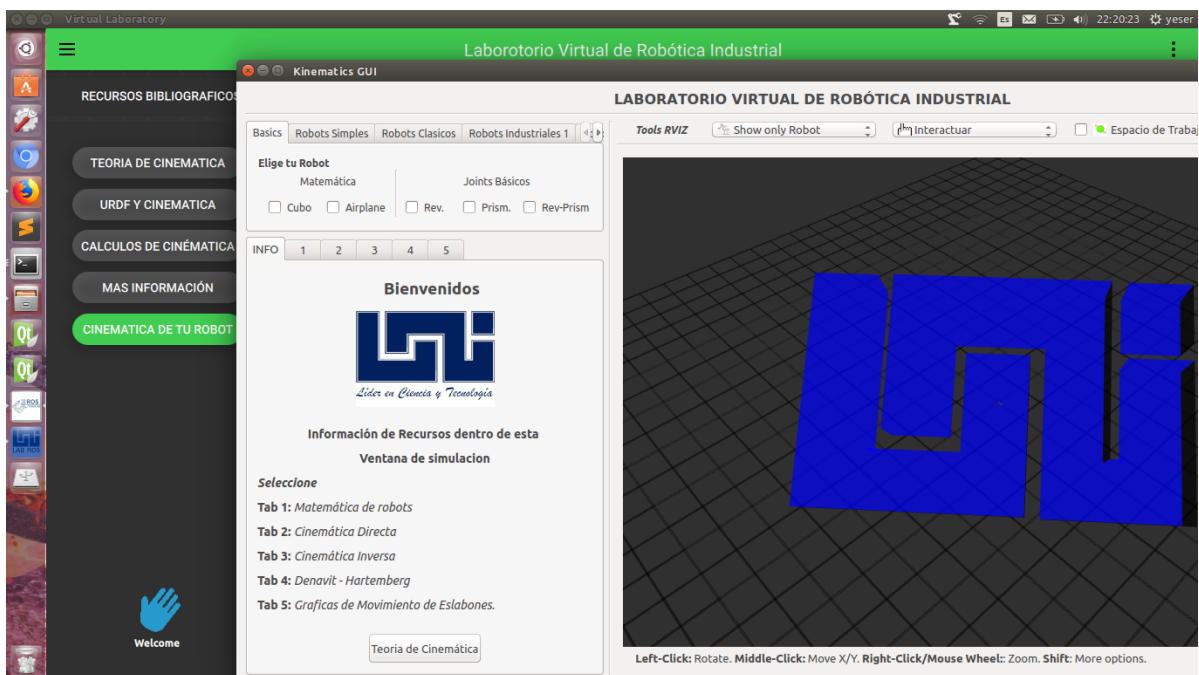 Virtual Laboratory
Es
22:20:23
yeser
Laborotorio Virtual de Robótica Industrial
Kinematics GUI
RECURSOS BIBLIOGRAFICOS
TEORIA DE CINEMATICA
URDF Y CINEMATICA
CALCULOS DE CINÉMATICA
MAS INFORMACIÓN
CINEMATICA DE TU ROBOT
Welcome
LABORATORIO VIRTUAL DE ROBÓTICA INDUSTRIAL
Basics Robots Simples Robots Clasicos Robots Industriales 1
Elige tu Robot
Matemática Joints Básicos
Cubo Airplane Rev. Prism. Rev-Prism
INFO 1 2 3 4 5
Bienvenidos
Líder en Ciencia y Tecnología
Información de Recursos dentro de esta
Ventana de simulacion
Seleccione
Tab 1: Matemática de robots
Tab 2: Cinemática Directa
Tab 3: Cinemática Inversa
Tab 4: Denavit - Hartemberg
Tab 5: Graficas de Movimiento de Eslabones.
Teoria de Cinemática
Tools RVIZ Show only Robot Interactuar Espacio de Trabaj
Left-Click: Rotate. Middle-Click: Move X/Y. Right-Click/Mouse Wheel:: Zoom. Shift: More options.